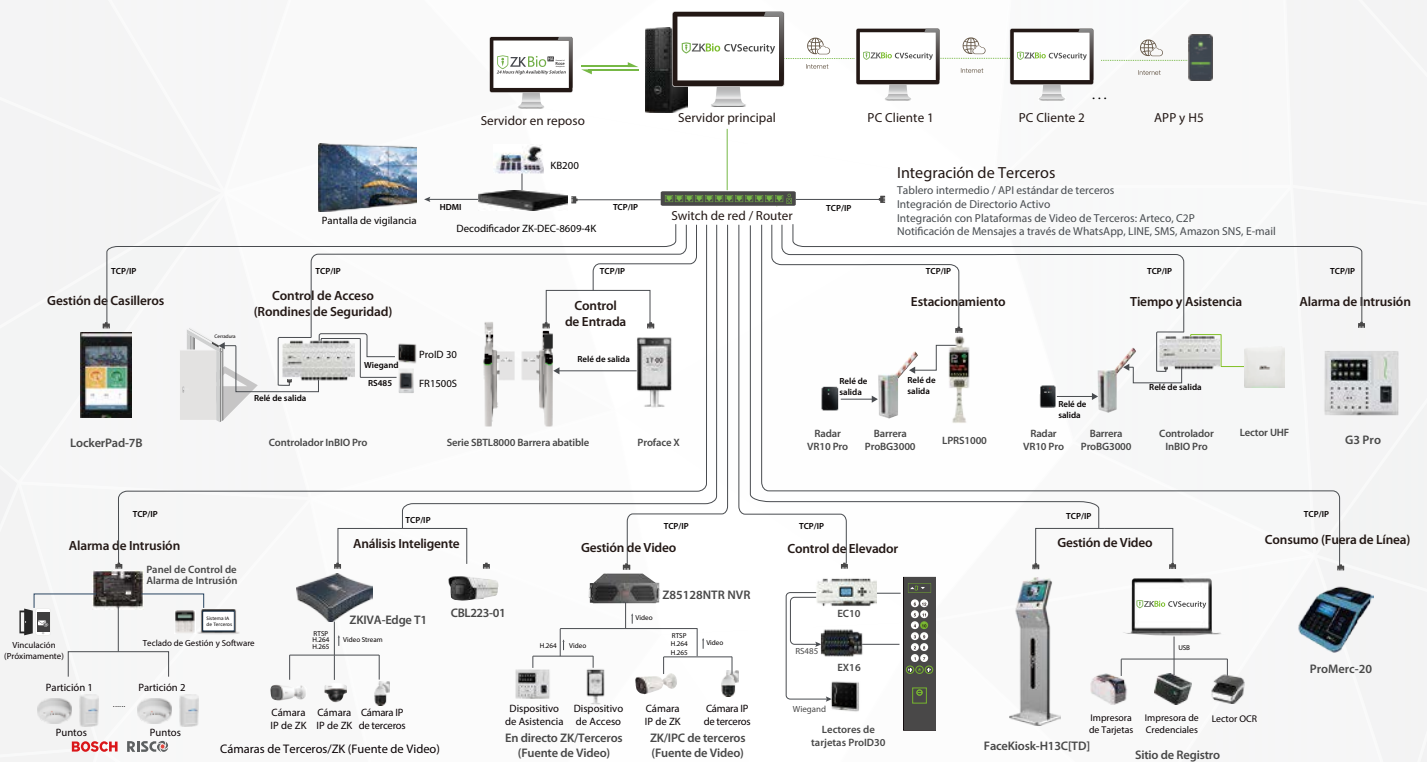 ZKBio
24 Hours High Availability Solution
ZKBio CVSecurity
Internet
ZKBio CVSecurity
Internet
ZKBio CVSecurity
Internet
...
Servidor en reposo
Servidor principal
PC Cliente 1
PC Cliente 2
APP y H5
KB200
Pantalla de vigilancia
HDMI
Decodificador ZK-DEC-8609-4K
TCP/IP
Switch de red / Router
TCP/IP
Integración de Terceros
Tablero intermedio / API estándar de terceros
Integración de Directorio Activo
Integración con Plataformas de Video de Terceros: Arteco, C2P
Notificación de Mensajes a través de WhatsApp, LINE, SMS, Amazon SNS, E-mail
TCP/IP
Gestión de Casilleros
LockerPad-7B
TCP/IP
Control de Acceso
(Rondines de Seguridad)
Cerradura
Relé de salida
Wiegand
RS485
ProID 30
FR1500S
Controlador InBIO Pro
TCP/IP
Control
de Entrada
Relé de salida
17:00
Serie SBTL8000 Barrera abatible
Proface X
TCP/IP
Estacionamiento
Relé de
salida
Relé de
salida
Radar
VR10 Pro
Barrera
ProBG3000
LPRS1000
TCP/IP
Tiempo y Asistencia
Relé de
salida
Relé de salida
Radar
VR10 Pro
Barrera
ProBG3000
Controlador
InBIO Pro
Lector UHF
TCP/IP
Alarma de Intrusión
G3 Pro
TCP/IP
Alarma de Intrusión
Panel de Control de
Alarma de Intrusión
Vinculación
(Próximamente)
Sistema IA
de Terceros
Teclado de Gestión y Software
Partición 1
Puntos
......
Partición 2
Puntos
BOSCH RISCO
TCP/IP
Análisis Inteligente
ZKIVA-Edge T1
CBL223-01
RTSP
H.264
H.265
Video Stream
Cámara
IP de ZK
Cámara
IP de ZK
Cámara IP
de terceros
Cámaras de Terceros/ZK (Fuente de Video)
TCP/IP
Gestión de Video
Z85128NTR NVR
Video
H.264
Video
RTSP
H.264
H.265
Video
Dispositivo
de Asistencia
Dispositivo
de Acceso
En directo ZK/Terceros
(Fuente de Video)
Cámara
IP de ZK
Cámara IP
de terceros
ZK/IPC de terceros
(Fuente de Video)
TCP/IP
Control de Elevador
EC10
RS485
EX16
Wiegand
Lectores de
tarjetas ProID30
TCP/IP
Gestión de Video
FaceKiosk-H13C[TD]
ZKBio CVSecurity
USB
Impresora
de Tarjetas
Impresora de
Credenciales
Lector OCR
Sitio de Registro
TCP/IP
Consumo (Fuera de Línea)
ProMerc-20